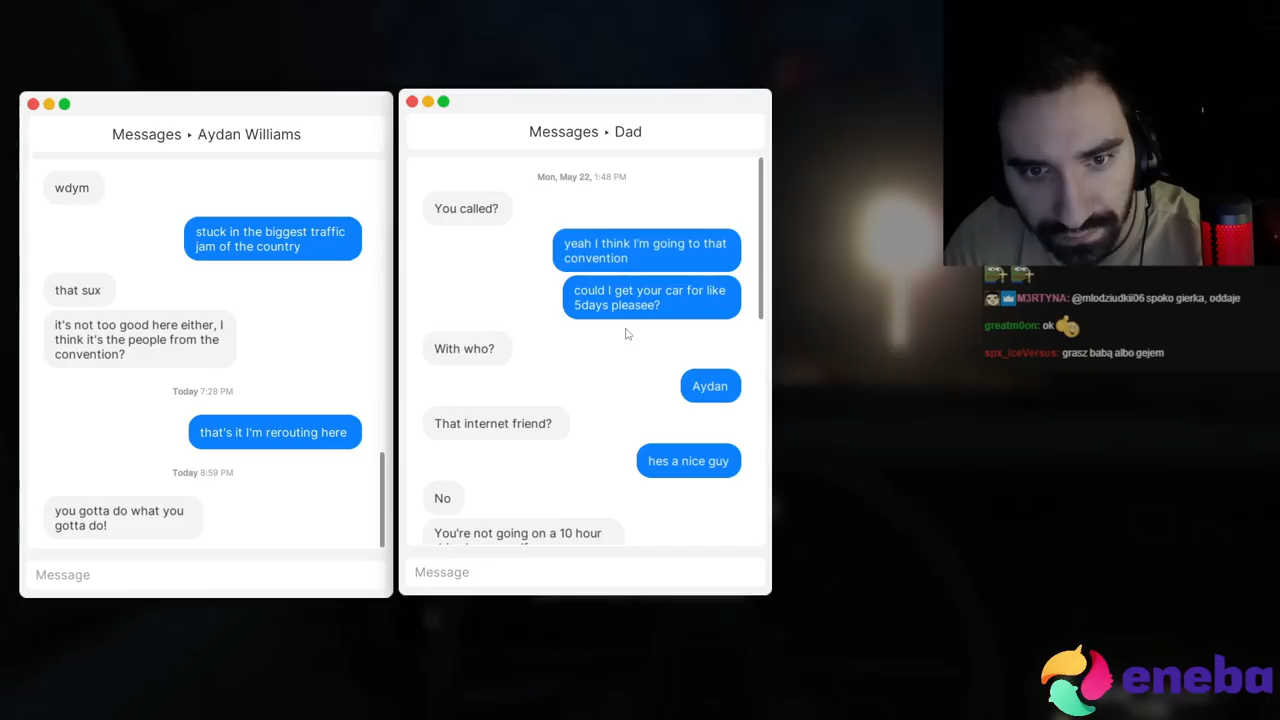 Messages ‣ Aydan Williams
wdym
stuck in the biggest traffic
jam of the country
that sux
it's not too good here either, I
think it's the people from the
convention?
Today 7:28 PM
that's it I'm rerouting here
Today 8:59 PM
you gotta do what you
gotta do!
Message
Messages ‣ Dad
Mon, May 22, 1:48 PM
You called?
yeah I think I'm going to that
convention
could I get your car for like
5days pleasee?
With who?
Aydan
That internet friend?
hes a nice guy
No
You're not going on a 10 hour
Message
M3RTYNA: @mlodziudkii06 spoko gierka, oddaje
greatm0on: ok
spx_IceVersus: grasz babą albo gejem
eneba